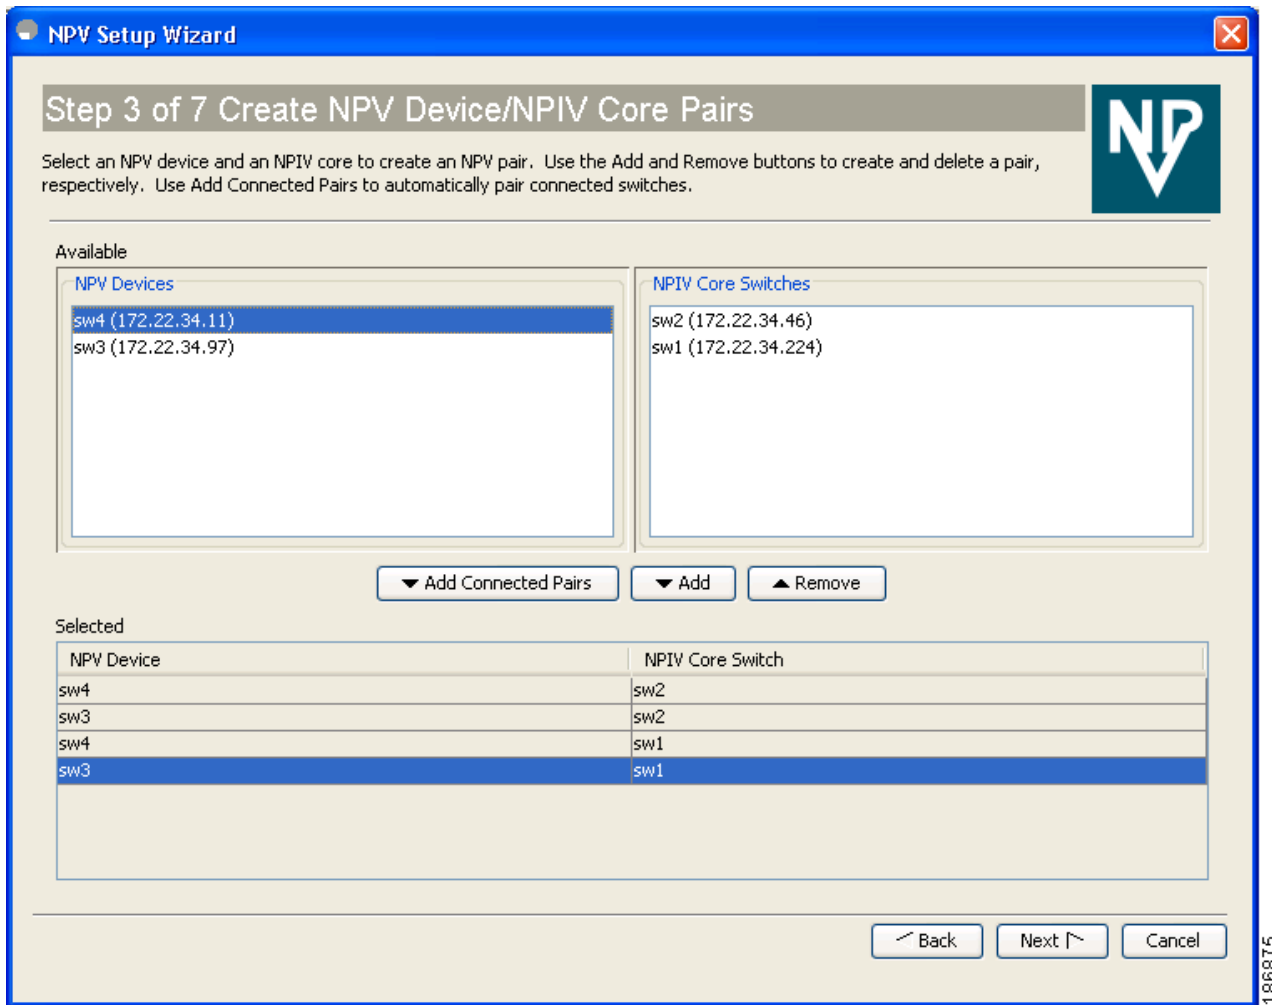 NPV Setup Wizard
Step 3 of 7 Create NPV Device/NPIV Core Pairs
NPV
Select an NPV device and an NPIV core to create an NPV pair. Use the Add and Remove buttons to create and delete a pair,
respectively. Use Add Connected Pairs to automatically pair connected switches.
Available
NPV Devices
sw4 (172.22.34.11)
sw3 (172.22.34.97)
NPIV Core Switches
sw2 (172.22.34.46)
sw1 (172.22.34.224)
Add Connected Pairs
Add
Remove
Selected
NPV Device NPIV Core Switch
sw4 sw2
sw3 sw2
sw4 sw1
sw3 sw1
Back
Next
Cancel
186875